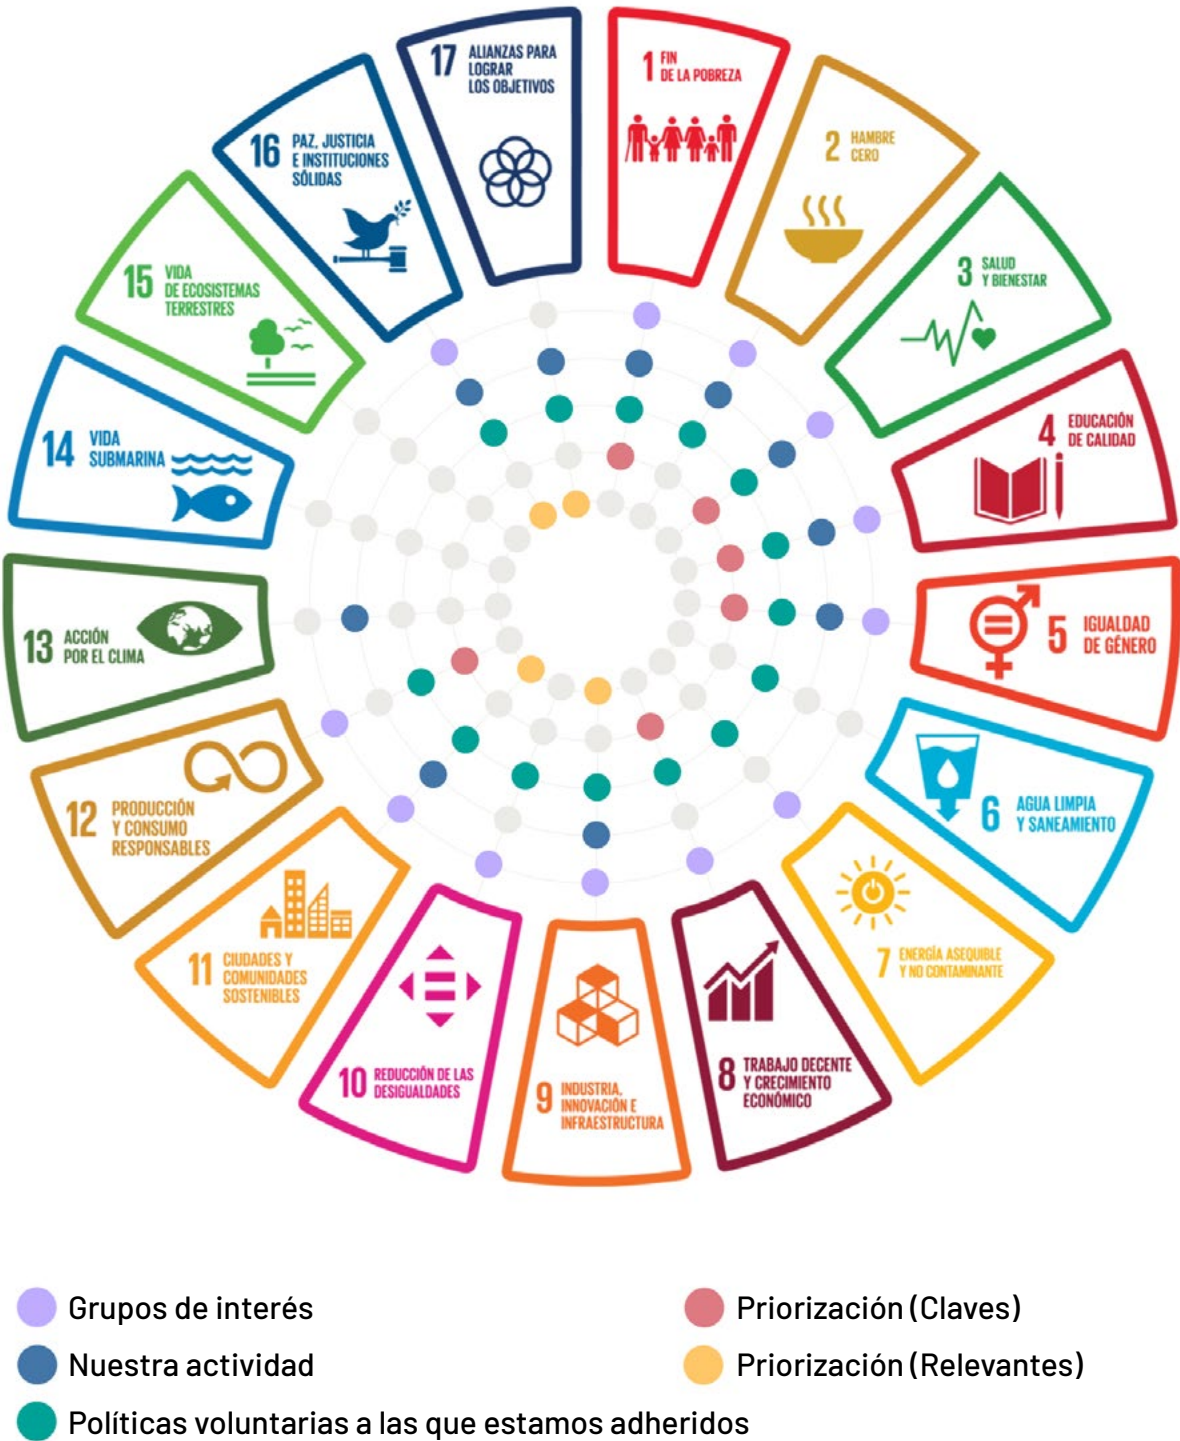 1 FIN
DE LA POBREZA
2 HAMBRE
CERO
3 SALUD
Y BIENESTAR
4 EDUCACIÓN
DE CALIDAD
5 IGUALDAD
DE GÉNERO
6 AGUA LIMPIA
Y SANEAMIENTO
7 ENERGÍA ASEQUIBLE
Y NO CONTAMINANTE
8 TRABAJO DECENTE
Y CRECIMIENTO
ECONÓMICO
9 INDUSTRIA,
INNOVACIÓN E
INFRAESTRUCTURA
10 REDUCCIÓN DE LAS
DESIGUALDADES
11 CIUDADES Y
COMUNIDADES
SOSTENIBLES
12 PRODUCCIÓN
Y CONSUMO
RESPONSABLES
13 ACCIÓN
POR EL CLIMA
14 VIDA
SUBMARINA
15 VIDA
DE ECOSISTEMAS
TERRESTRES
16 PAZ, JUSTICIA
E INSTITUCIONES
SÓLIDAS
17 ALIANZAS PARA
LOGRAR
LOS OBJETIVOS
Grupos de interés
Nuestra actividad
Políticas voluntarias a las que estamos adheridos
Priorización (Claves)
Priorización (Relevantes)